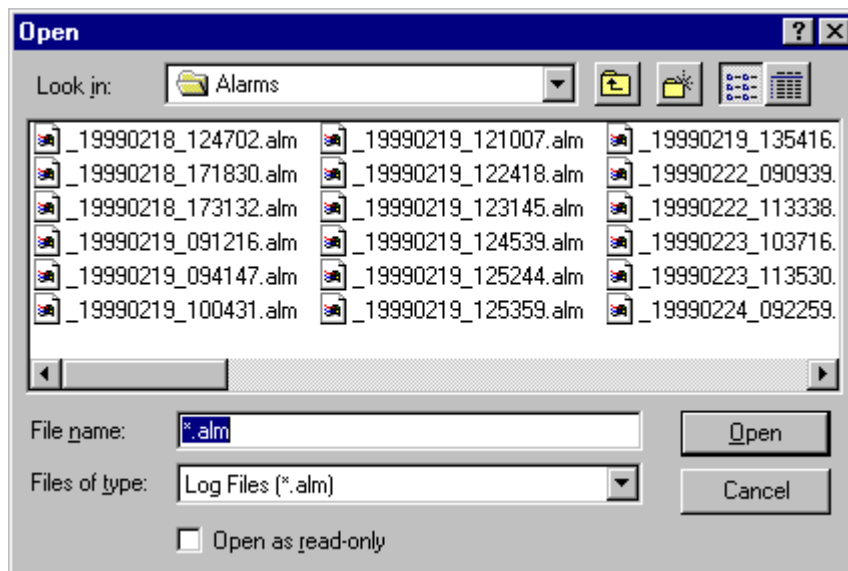 Open
Look in: Alarms
_19990218_124702.alm _19990219_121007.alm _19990219_135416.
_19990218_171830.alm _19990219_122418.alm _19990222_090939.
_19990218_173132.alm _19990219_123145.alm _19990222_113338.
_19990219_091216.alm _19990219_124539.alm _19990223_103716.
_19990219_094147.alm _19990219_125244.alm _19990223_113530.
_19990219_100431.alm _19990219_125359.alm _19990224_092259.
File name: *.alm Open
Files of type: Log Files (*.alm) Cancel
Open as read-only